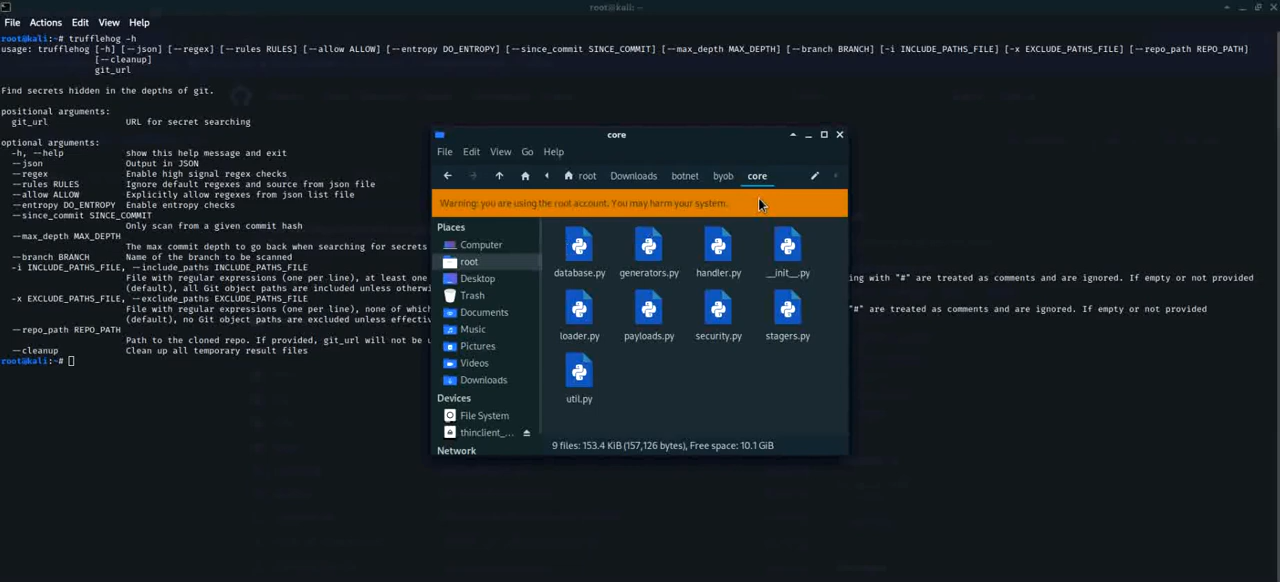 root@kali: ~
File Actions Edit View Help
root@kali:~# trufflehog -h
usage: trufflehog [-h] [--json] [--regex] [--rules RULES] [--allow ALLOW] [--entropy DO_ENTROPY] [--since_commit SINCE_COMMIT] [--max_depth MAX_DEPTH] [--branch BRANCH] [-i INCLUDE_PATHS_FILE] [-x EXCLUDE_PATHS_FILE] [--repo_path REPO_PATH]
[--cleanup]
git_url
Find secrets hidden in the depths of git.
positional arguments:
git_url URL for secret searching
optional arguments:
-h, --help show this help message and exit
--json Output in JSON
--regex Enable high signal regex checks
--rules RULES Ignore default regexes and source from json file
--allow ALLOW Explicitly allow regexes from json list file
--entropy DO_ENTROPY Enable entropy checks
--since_commit SINCE_COMMIT
Only scan from a given commit hash
--max_depth MAX_DEPTH
The max commit depth to go back when searching for secrets
--branch BRANCH Name of the branch to be scanned
-i INCLUDE_PATHS_FILE, --include_paths INCLUDE_PATHS_FILE
File with regular expressions (one per line), at least one ing with "#" are treated as comments and are ignored. If empty or not provided
(default), all Git object paths are included unless otherwi
-x EXCLUDE_PATHS_FILE, --exclude_paths EXCLUDE_PATHS_FILE
File with regular expressions (one per line), none of which "#" are treated as comments and are ignored. If empty or not provided
(default), no Git object paths are excluded unless effectiv
--repo_path REPO_PATH
Path to the cloned repo. If provided, git_url will not be u
--cleanup Clean up all temporary result files
root@kali:~#
core
File Edit View Go Help
root Downloads botnet byob core
Warning: you are using the root account. You may harm your system.
Places
Computer
root
Desktop
Trash
Documents
Music
Pictures
Videos
Downloads
Devices
File System
thinclient_...
Network
database.py generators.py handler.py __init__.py
loader.py payloads.py security.py stagers.py
util.py
9 files: 153.4 KiB (157,126 bytes), Free space: 10.1 GiB